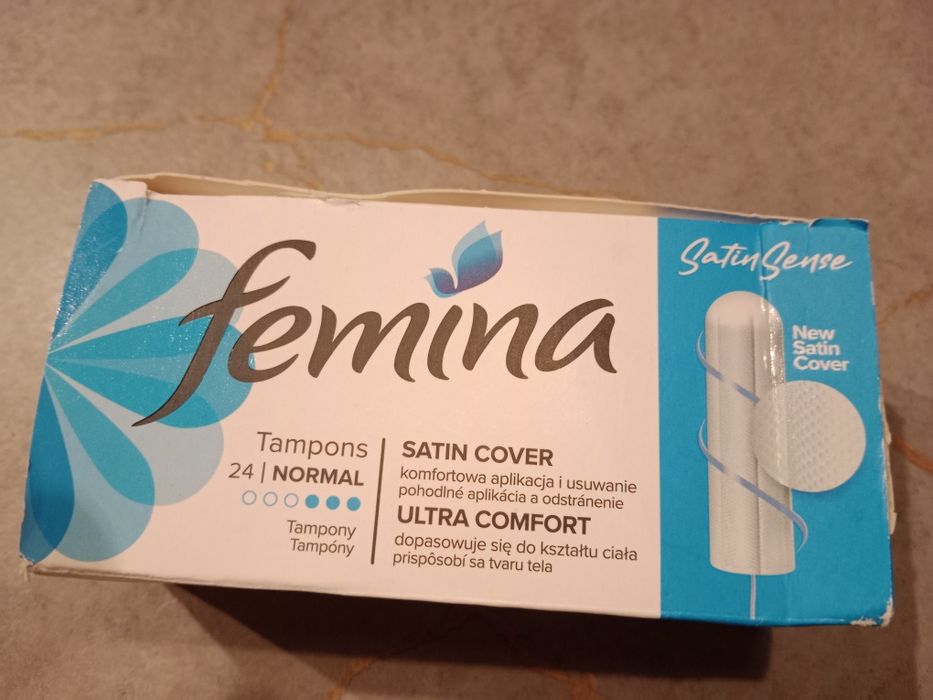 femina
Tampons
24 | NORMAL
Tampony
Tampóny
SATIN COVER
komfortowa aplikacja i usuwanie
pohodlné aplikácia a odstránenie
ULTRA COMFORT
dopasowuje się do kształtu ciała
prispôsobí sa tvaru tela
SatinSense
New
Satin
Cover